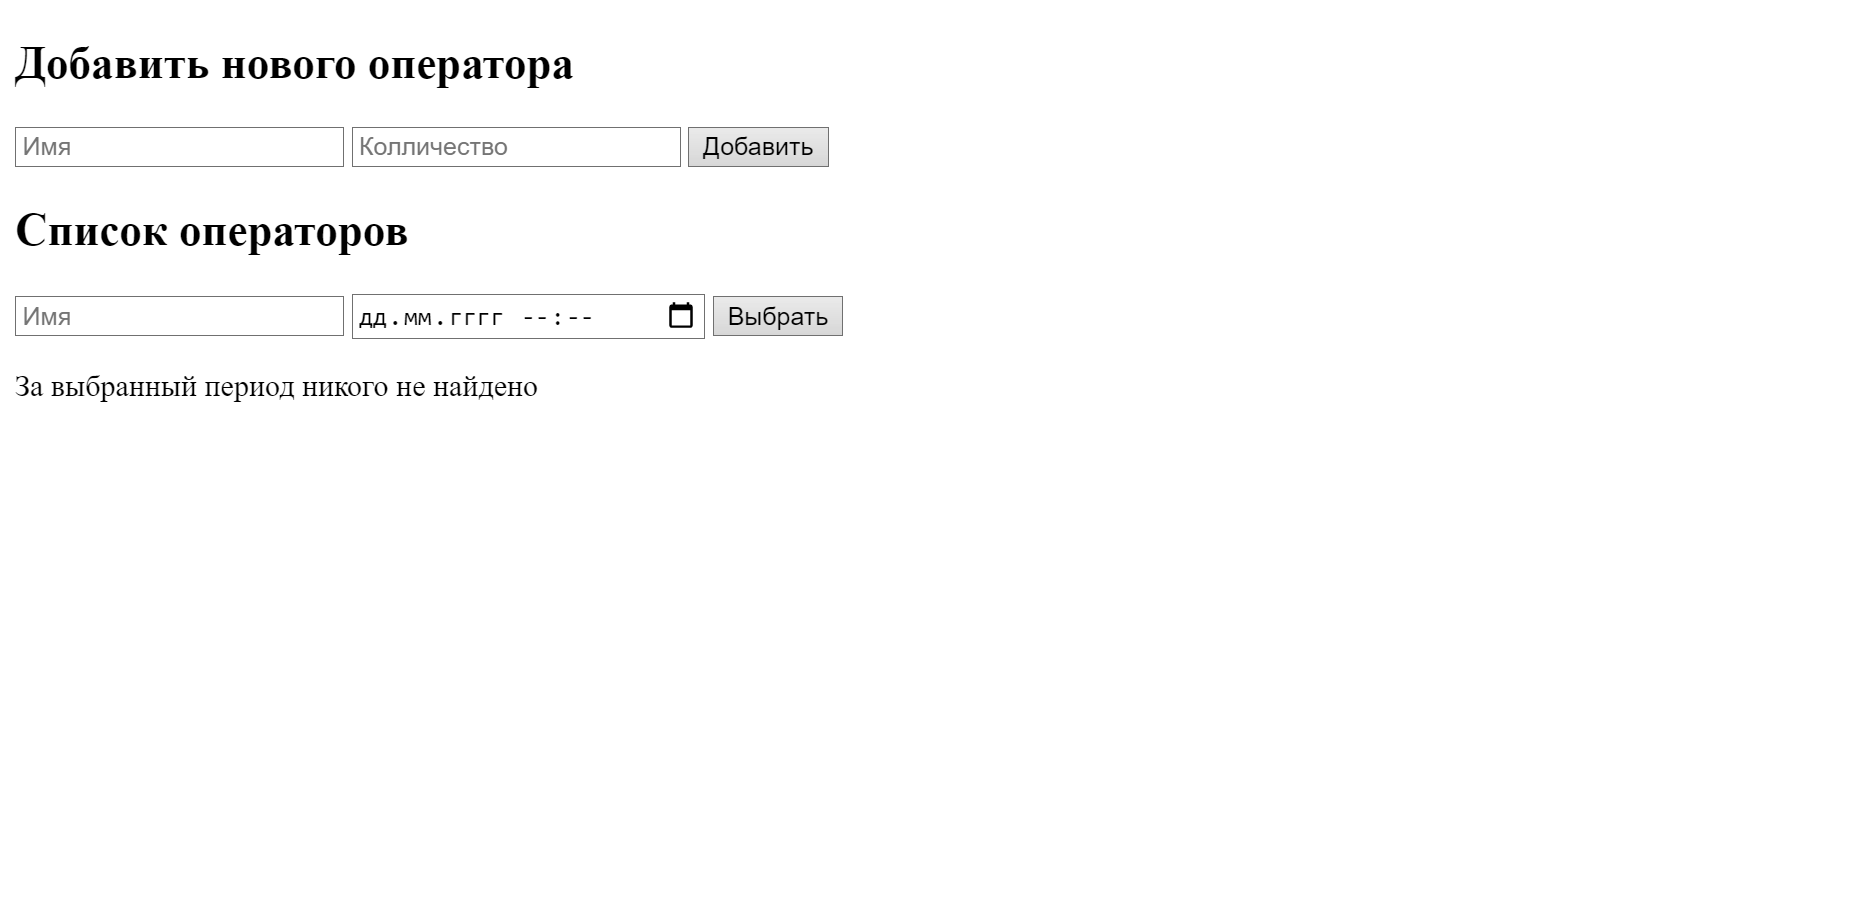 Добавить нового оператора
Имя Колличество Добавить
Список операторов
Имя дд.мм.гггг --:-- Выбрать
За выбранный период никого не найдено